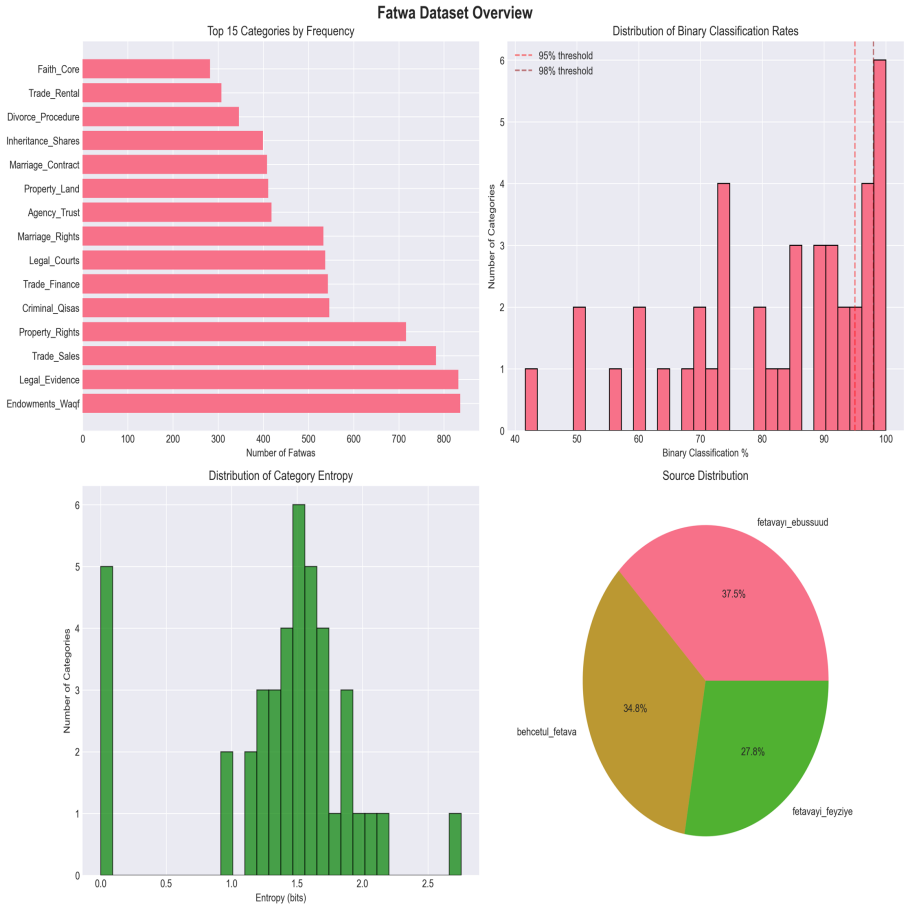 Fatwa Dataset Overview
Top 15 Categories by Frequency
Faith_Core
Trade_Rental
Divorce_Procedure
Inheritance_Shares
Marriage_Contract
Property_Land
Agency_Trust
Marriage_Rights
Legal_Courts
Trade_Finance
Criminal_Qisas
Property_Rights
Trade_Sales
Legal_Evidence
Endowments_Waqf
0 100 200 300 400 500 600 700 800
Number of Fatwas
Distribution of Binary Classification Rates
95% threshold
98% threshold
6
5
4
3
2
1
0
Number of Categories
40 50 60 70 80 90 100
Binary Classification %
Distribution of Category Entropy
6
5
4
3
2
1
0
Number of Categories
0.0 0.5 1.0 1.5 2.0 2.5
Entropy (bits)
Source Distribution
fetavayı_ebussuud
37.5%
34.8%
behcetul_fetava
27.8%
fetavayi_feyziye